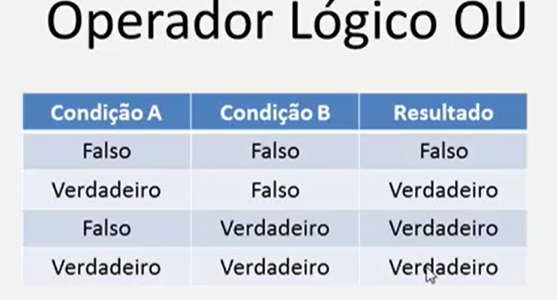 Operador Lógico OU
Condição A Condição B Resultado
Falso Falso Falso
Verdadeiro Falso Verdadeiro
Falso Verdadeiro Verdadeiro
Verdadeiro Verdadeiro Verdadeiro